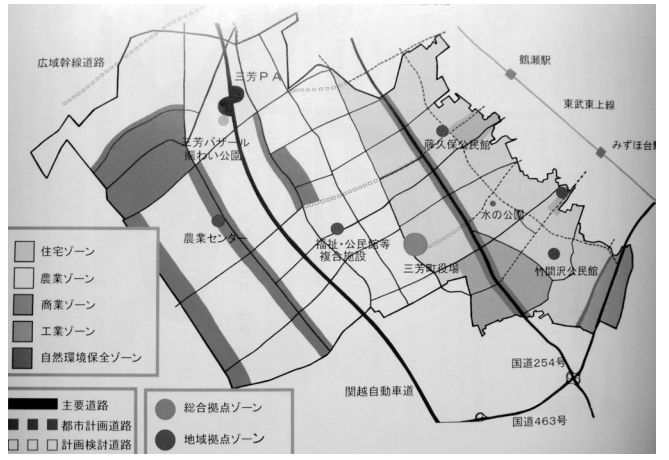 広域幹線道路
三芳PA
三芳バザール
賑わい公園
農業センター
福祉・公民館等
複合施設
三芳町役場
藤久保公民館
水の公園
竹間沢公民館
鶴瀬駅
東武東上線
みずほ台駅
国道254号
国道463号
関越自動車道
住宅ゾーン
農業ゾーン
商業ゾーン
工業ゾーン
自然環境保全ゾーン
主要道路
都市計画道路
計画検討道路
総合拠点ゾーン
地域拠点ゾーン